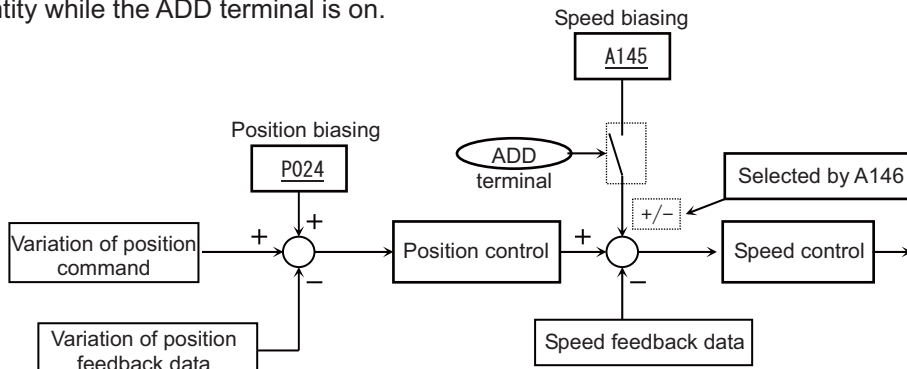 ntity while the ADD terminal is on.
Speed biasing
A145
Position biasing
P024
ADD
terminal
Selected by A146
+/−
+
+
−
+
−
Variation of position
command
Position control
Speed control
Variation of position
feedback data
Speed feedback data